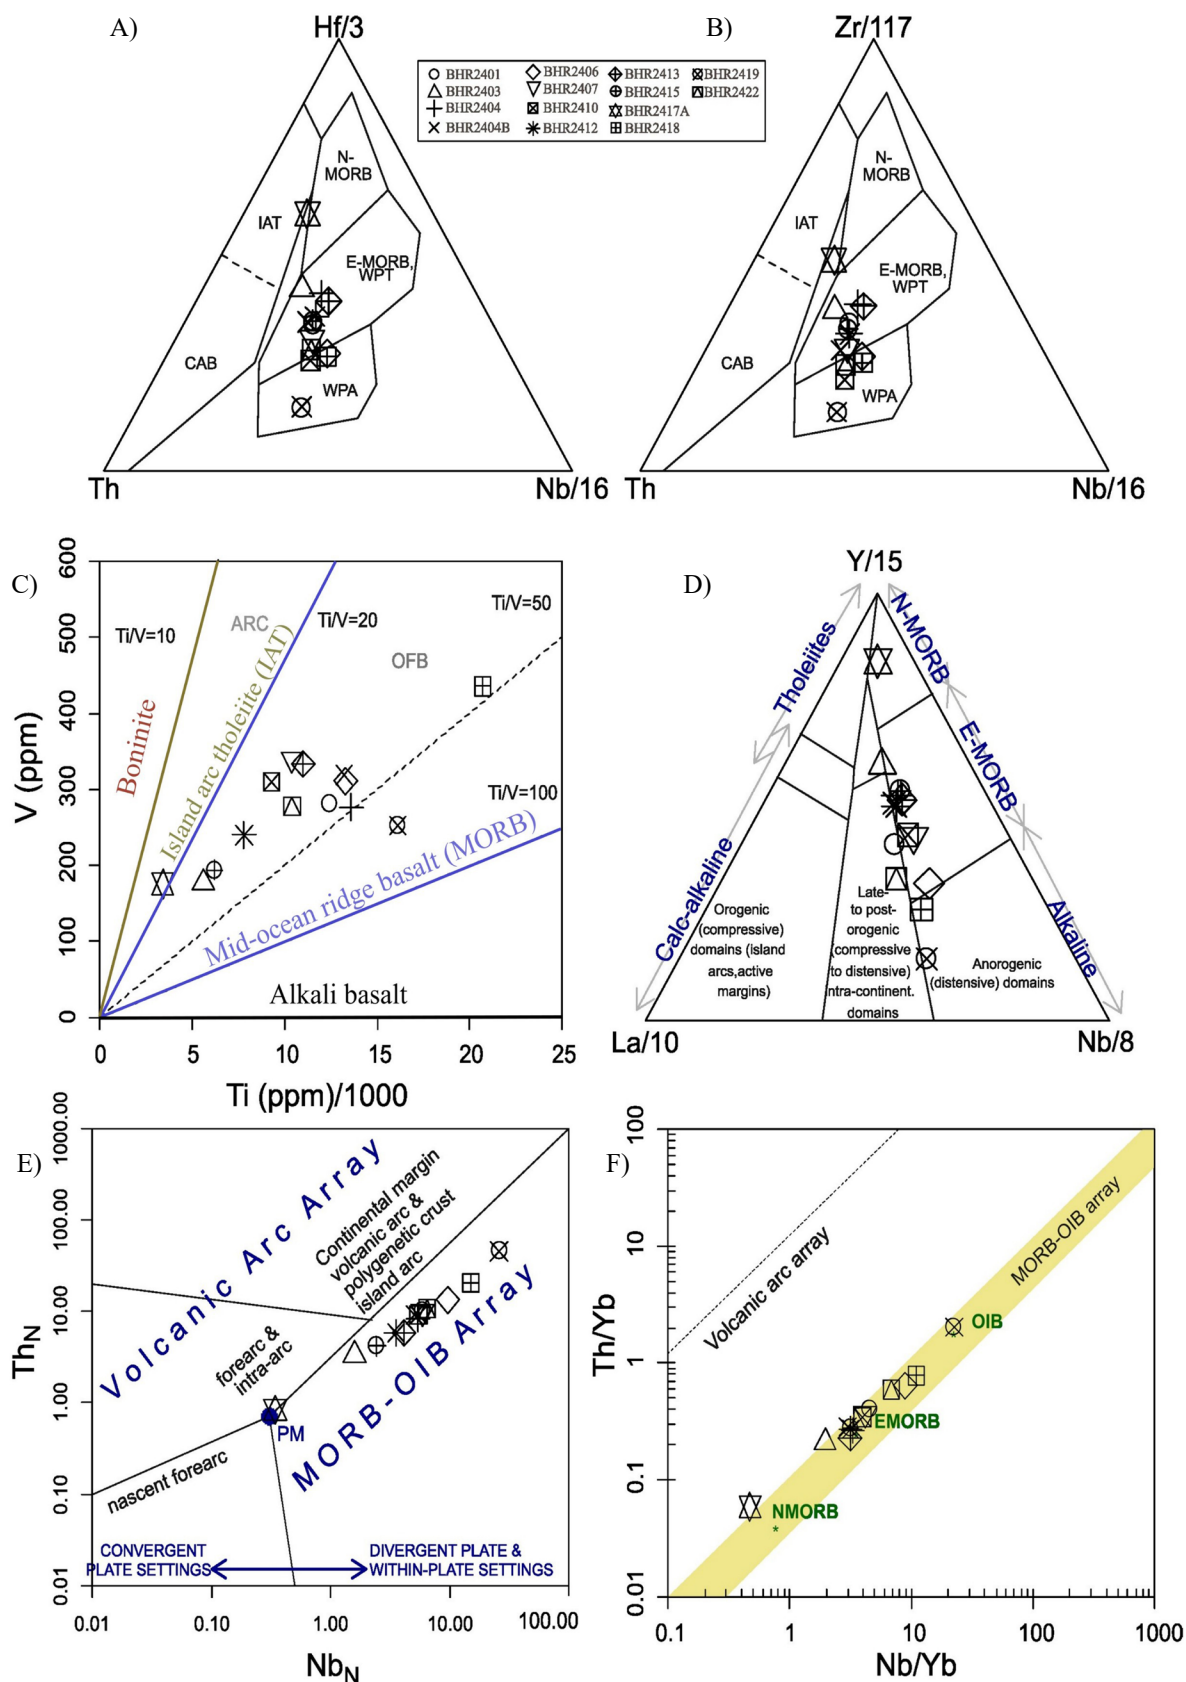 A)
Hf/3
B)
Zr/117
BHR2401
BHR2403
BHR2404
BHR2404B
BHR2406
BHR2407
BHR2410
BHR2412
BHR2413
BHR2415
BHR2417A
BHR2418
BHR2419
BHR2422
N-
MORB
IAT
E-MORB,
WPT
CAB
WPA
Th
Nb/16
N-
MORB
IAT
E-MORB,
WPT
CAB
WPA
Th
Nb/16
C)
600
500
400
300
200
100
0
V (ppm)
0
5
10
15
20
25
Ti (ppm)/1000
Ti/V=10
ARC
Ti/V=20
OFB
Ti/V=50
Ti/V=100
Boninite
Island arc tholeiite (IAT)
Mid-ocean ridge basalt (MORB)
Alkali basalt
D)
Y/15
Tholeiites
Calc-alkaline
N-MORB
E-MORB
Alkaline
Orogenic
(compressive)
domains (island
arcs,active
margins)
Late-
to post-
orogenic
(compressive
to distensive)
intra-continent.
domains
Anorogenic
(distensive) domains
La/10
Nb/8
E)
1000.00
100.00
10.00
1.00
0.10
0.01
ThN
Volcanic Arc Array
Continental margin
volcanic arc &
polygenetic crust
island arc
forearc &
intra-arc
MORB-OIB Array
PM
nascent forearc
CONVERGENT
PLATE SETTINGS
DIVERGENT PLATE &
WITHIN-PLATE SETTINGS
0.01
0.10
1.00
10.00
100.00
NbN
F)
100
10
1
0.1
0.01
Th/Yb
Volcanic arc array
MORB-OIB array
OIB
EMORB
NMORB
*
0.1
1
10
100
1000
Nb/Yb